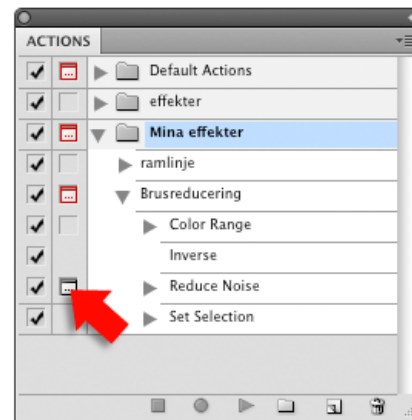 ACTIONS
Default Actions
effekter
Mina effekter
ramlinje
Brusreducering
Color Range
Inverse
Reduce Noise
Set Selection